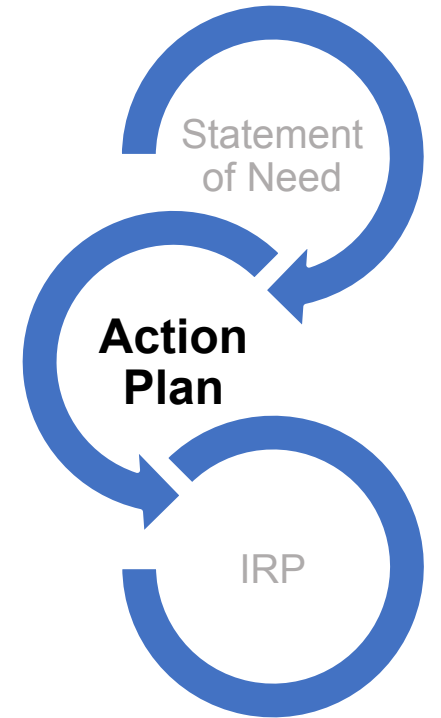 Statement
of Need
Action
Plan
IRP